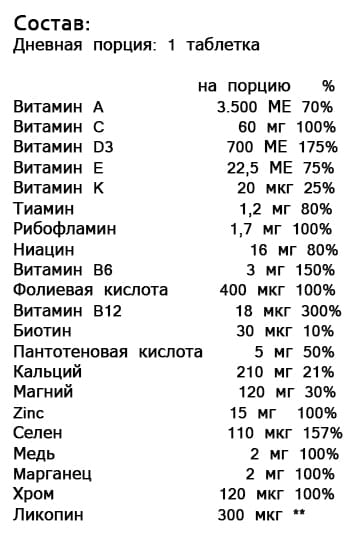 Состав:
Дневная порция: 1 таблетка
на порцию %
Витамин A 3.500 МЕ 70%
Витамин C 60 мг 100%
Витамин D3 700 МЕ 175%
Витамин E 22,5 МЕ 75%
Витамин K 20 мкг 25%
Тиамин 1,2 мг 80%
Рибофламин 1,7 мг 100%
Ниацин 16 мг 80%
Витамин B6 3 мг 150%
Фолиевая кислота 400 мкг 100%
Витамин B12 18 мкг 300%
Биотин 30 мкг 10%
Пантотеновая кислота 5 мг 50%
Кальций 210 мг 21%
Магний 120 мг 30%
Zinc 15 мг 100%
Селен 110 мкг 157%
Медь 2 мг 100%
Марганец 2 мг 100%
Хром 120 мкг 100%
Ликопин 300 мкг **